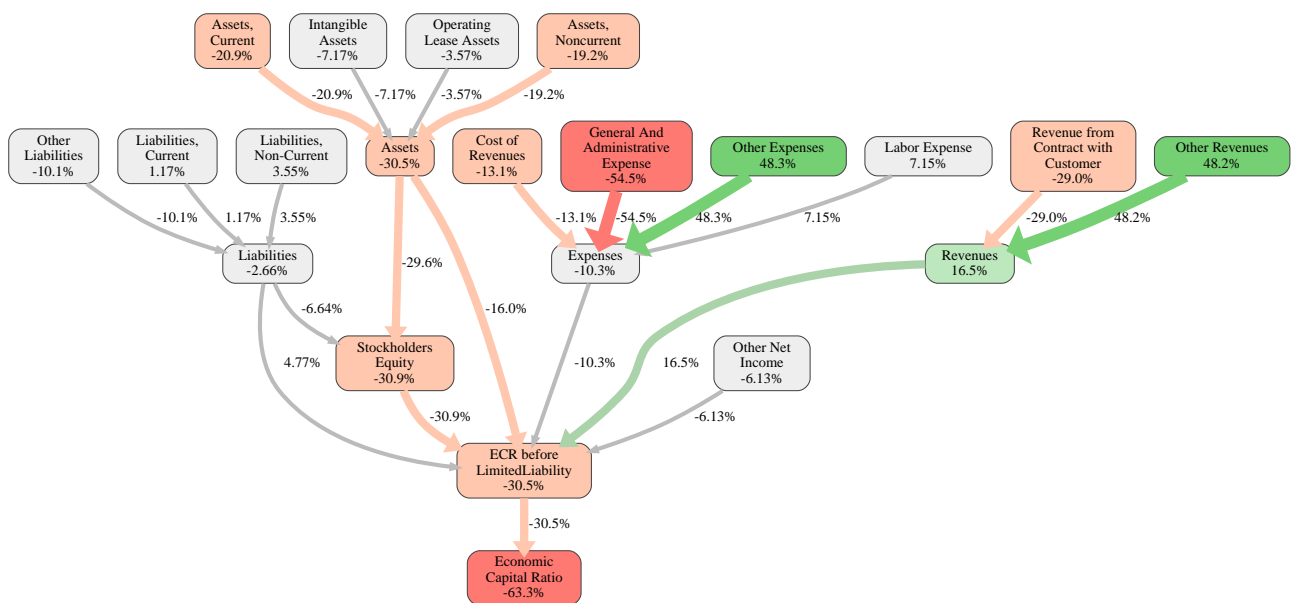 Assets,
Current
-20.9%
Intangible
Assets
-7.17%
Operating
Lease Assets
-3.57%
Assets,
Noncurrent
-19.2%
-20.9%
-7.17%
-3.57%
-19.2%
Other
Liabilities
-10.1%
Liabilities,
Current
1.17%
Liabilities,
Non-Current
3.55%
Assets
-30.5%
Cost of
Revenues
-13.1%
General And
Administrative
Expense
-54.5%
Other Expenses
48.3%
Labor Expense
7.15%
Revenue from
Contract with
Customer
-29.0%
Other Revenues
48.2%
-10.1%
1.17%
3.55%
-13.1%
-54.5%
48.3%
7.15%
-29.0%
48.2%
Liabilities
-2.66%
-29.6%
Expenses
-10.3%
Revenues
16.5%
-6.64%
-16.0%
Stockholders
Equity
-30.9%
4.77%
-10.3%
16.5%
Other Net
Income
-6.13%
-30.9%
-6.13%
ECR before
LimitedLiability
-30.5%
-30.5%
Economic
Capital Ratio
-63.3%